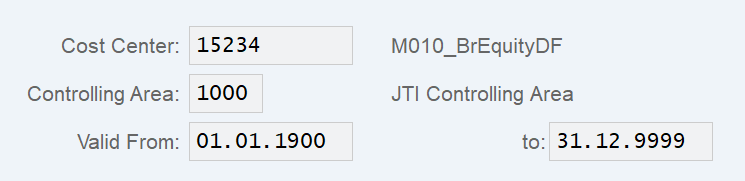 Cost Center: 15234 M010_BrEquityDF
Controlling Area: 1000 JTI Controlling Area
Valid From: 01.01.1900 to: 31.12.9999